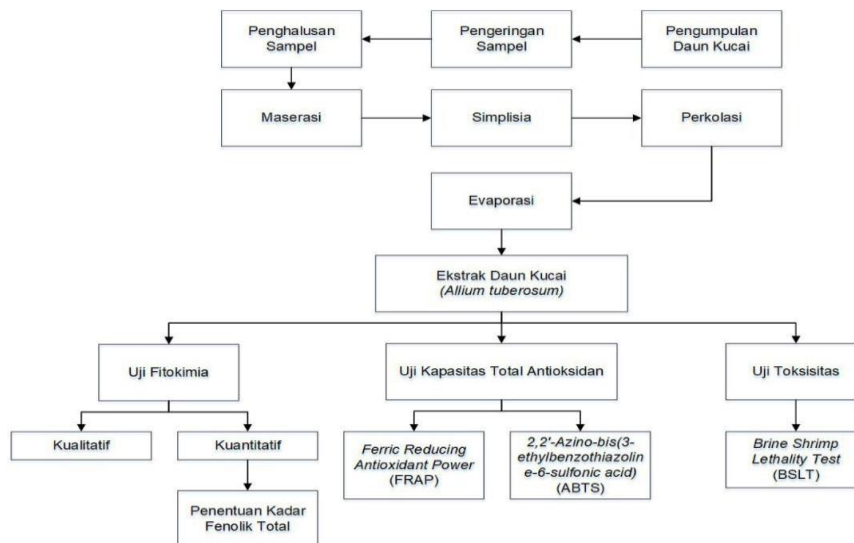 Penghalusan
Sampel
Pengeringan
Sampel
Pengumpulan
Daun Kucai
Maserasi
Simplisia
Perkolasi
Evaporasi
Ekstrak Daun Kucai
(Allium tuberosum)
Uji Fitokimia
Uji Kapasitas Total Antioksidan
Uji Toksisitas
Kualitatif
Kuantitatif
Ferric Reducing
Antioxidant Power
(FRAP)
2,2'-Azino-bis(3-
ethylbenzothiazolin
e-6-sulfonic acid)
(ABTS)
Brine Shrimp
Lethality Test
(BSLT)
Penentuan Kadar
Fenolik Total